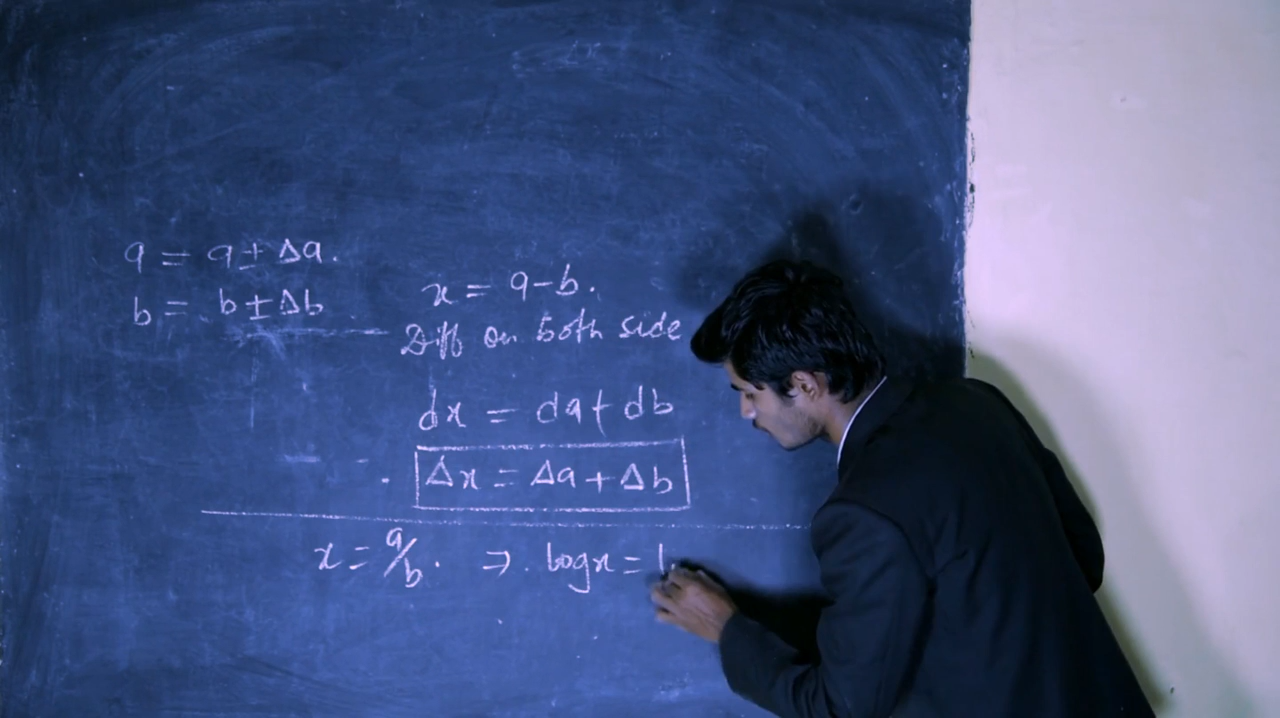 a = a ± Δa.
b = b ± Δb
x = a - b.
Diff on both side
dx = da + db
Δx = Δa + Δb
x = a/b. ⇒. log x = l